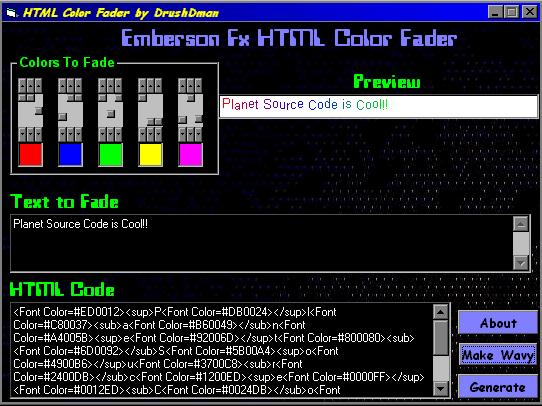 HTML Color Fader by DrushDman
Emberson Fx HTML Color Fader
Colors To Fade
Preview
Planet Source Code is Cool!!
Text to Fade
Planet Source Code is Cool!!
HTML Code
<Font Color=#ED0012><sup>P<Font Color=#DB0024></sup>l<Font
Color=#C80037><sub>a<Font Color=#B60049></sub>n<Font
Color=#A4005B><sup>e<Font Color=#92006D></sup>t<Font Color=#800080><sub>
<Font Color=#6D0092></sub>S<Font Color=#5B00A4><sup>o<Font
Color=#4900B6></sup>u<Font Color=#3700C8><sub>r<Font
Color=#2400DB></sub>c<Font Color=#1200ED><sup>e<Font Color=#0000FF></sup>
<Font Color=#0012ED><sub>C<Font Color=#0024DB></sub>o<Font
About
Make Wavy
Generate